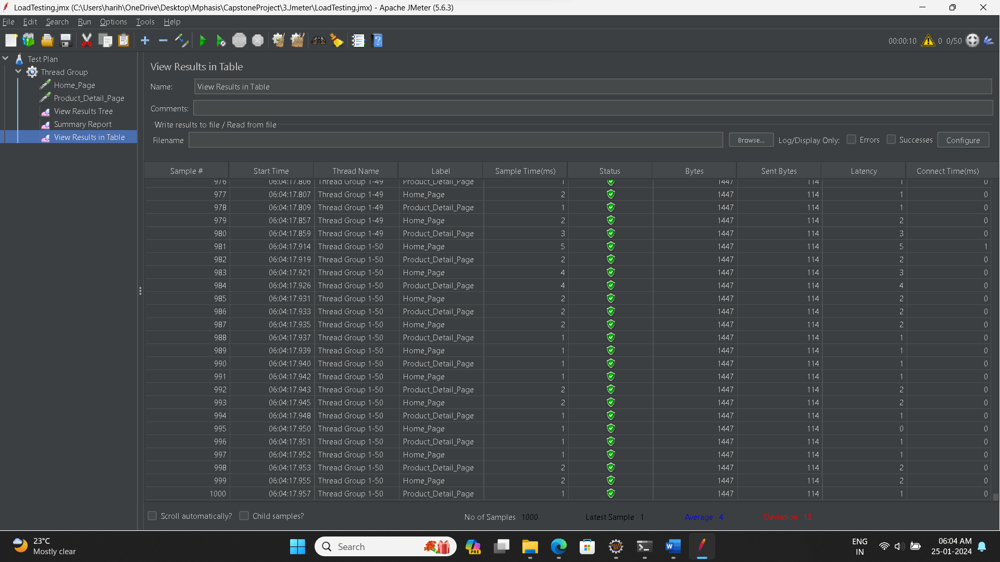 LoadTesting.jmx (C:\Users\harih\OneDrive\Desktop\Mphasis\CapstoneProject\3.Jmeter\LoadTesting.jmx) - Apache JMeter (5.6.3)
File Edit Search Run Options Tools Help
STOP 00:00:10 0 0/50
Test Plan
Thread Group
Home_Page
Product_Detail_Page
View Results Tree
Summary Report
View Results in Table
View Results in Table
Name: View Results in Table
Comments:
Write results to file / Read from file
Filename Browse... Log/Display Only: Errors Successes Configure
Sample # Start Time Thread Name Label Sample Time(ms) Status Bytes Sent Bytes Latency Connect Time(ms)
976 06:04:17.806 Thread Group 1-49 Product_Detail_Page 1 1447 114 1 0
977 06:04:17.807 Thread Group 1-49 Home_Page 2 1447 114 1 0
978 06:04:17.809 Thread Group 1-49 Product_Detail_Page 1 1447 114 1 0
979 06:04:17.857 Thread Group 1-49 Home_Page 2 1447 114 2 0
980 06:04:17.859 Thread Group 1-49 Product_Detail_Page 3 1447 114 3 0
981 06:04:17.914 Thread Group 1-50 Home_Page 5 1447 114 5 1
982 06:04:17.919 Thread Group 1-50 Product_Detail_Page 2 1447 114 2 0
983 06:04:17.921 Thread Group 1-50 Home_Page 4 1447 114 3 0
984 06:04:17.926 Thread Group 1-50 Product_Detail_Page 4 1447 114 4 0
985 06:04:17.931 Thread Group 1-50 Home_Page 2 1447 114 2 0
986 06:04:17.933 Thread Group 1-50 Product_Detail_Page 2 1447 114 2 0
987 06:04:17.935 Thread Group 1-50 Home_Page 2 1447 114 2 0
988 06:04:17.937 Thread Group 1-50 Product_Detail_Page 1 1447 114 1 0
989 06:04:17.939 Thread Group 1-50 Home_Page 1 1447 114 1 0
990 06:04:17.940 Thread Group 1-50 Product_Detail_Page 1 1447 114 1 0
991 06:04:17.942 Thread Group 1-50 Home_Page 1 1447 114 1 0
992 06:04:17.943 Thread Group 1-50 Product_Detail_Page 2 1447 114 2 0
993 06:04:17.945 Thread Group 1-50 Home_Page 2 1447 114 2 0
994 06:04:17.948 Thread Group 1-50 Product_Detail_Page 1 1447 114 1 0
995 06:04:17.950 Thread Group 1-50 Home_Page 1 1447 114 0 0
996 06:04:17.951 Thread Group 1-50 Product_Detail_Page 1 1447 114 1 0
997 06:04:17.952 Thread Group 1-50 Home_Page 1 1447 114 1 0
998 06:04:17.953 Thread Group 1-50 Product_Detail_Page 2 1447 114 2 0
999 06:04:17.955 Thread Group 1-50 Home_Page 2 1447 114 2 0
1000 06:04:17.957 Thread Group 1-50 Product_Detail_Page 1 1447 114 1 0
Scroll automatically? Child samples? No of Samples 1000 Latest Sample 1 Average 4 Deviation 13
23°C
Mostly clear
Search
PRE
ENG
IN
06:04 AM
25-01-2024